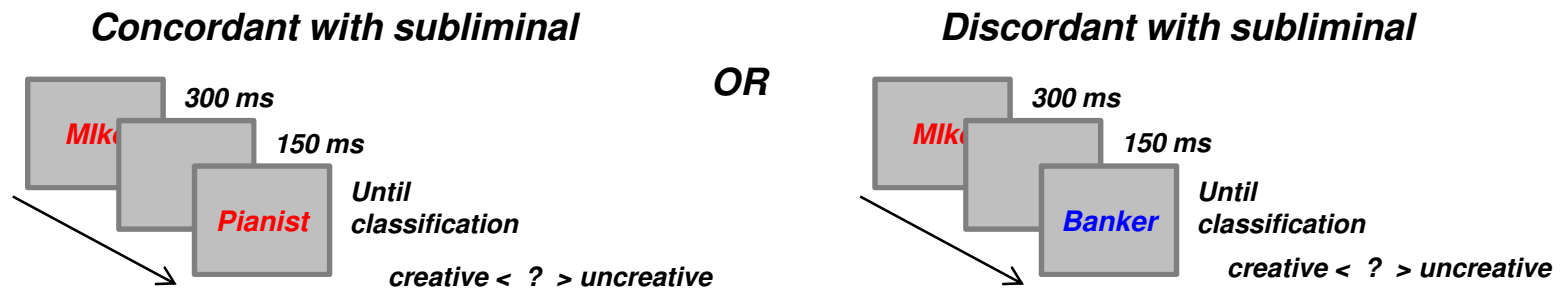 Concordant with subliminal
300 ms
MIke
150 ms
Pianist
Until
classification
creative < ? > uncreative
OR
Discordant with subliminal
300 ms
150 ms
Banker
Until
classification
creative < ? > uncreative